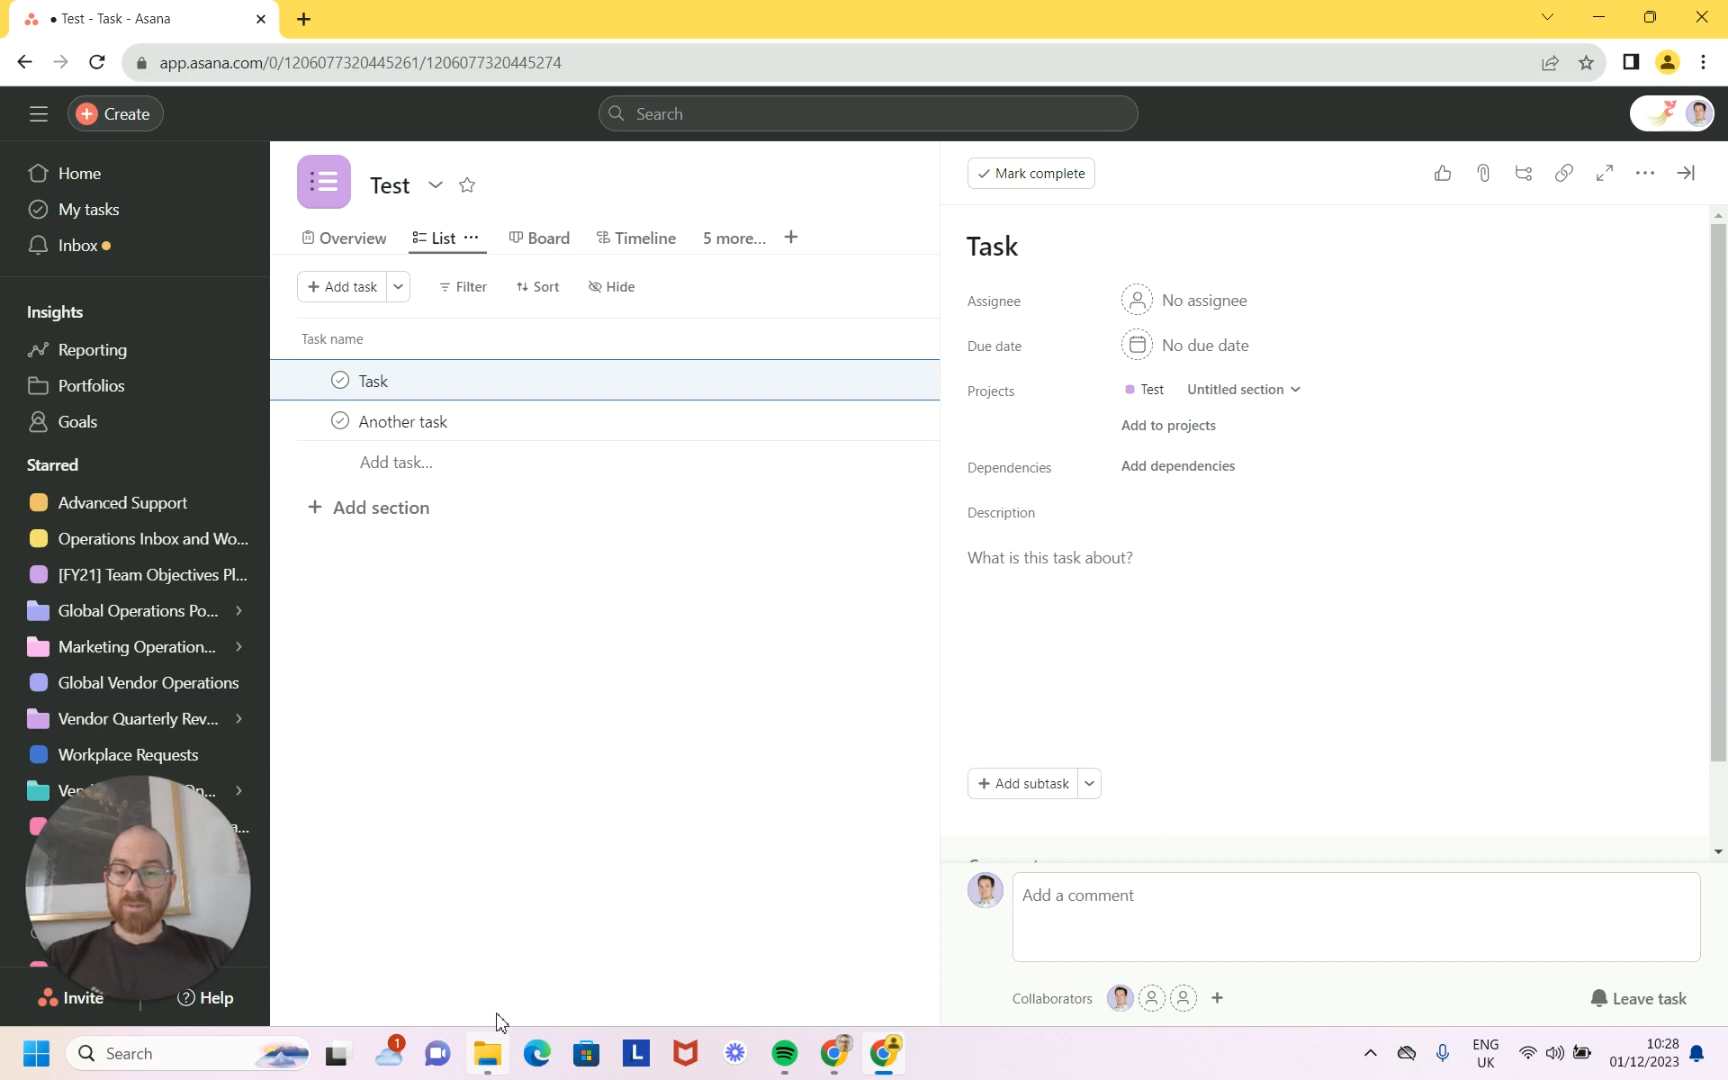 • Test - Task - Asana
app.asana.com/0/1206077320445261/1206077320445274
Create
Search
Home
My tasks
Inbox
Insights
Reporting
Portfolios
Goals
Starred
Advanced Support
Operations Inbox and Wo...
[FY21] Team Objectives Pl...
Global Operations Po...
Marketing Operation...
Global Vendor Operations
Vendor Quarterly Rev...
Workplace Requests
Invite
Help
Test
Overview
List
Board
Timeline
5 more...
+ Add task
Filter
Sort
Hide
Task name
Task
Another task
Add task...
+ Add section
Mark complete
Task
Assignee
No assignee
Due date
No due date
Projects
Test
Untitled section
Add to projects
Dependencies
Add dependencies
Description
What is this task about?
+ Add subtask
Add a comment
Collaborators
Leave task
Search
1
L
ENG
UK
10:28
01/12/2023